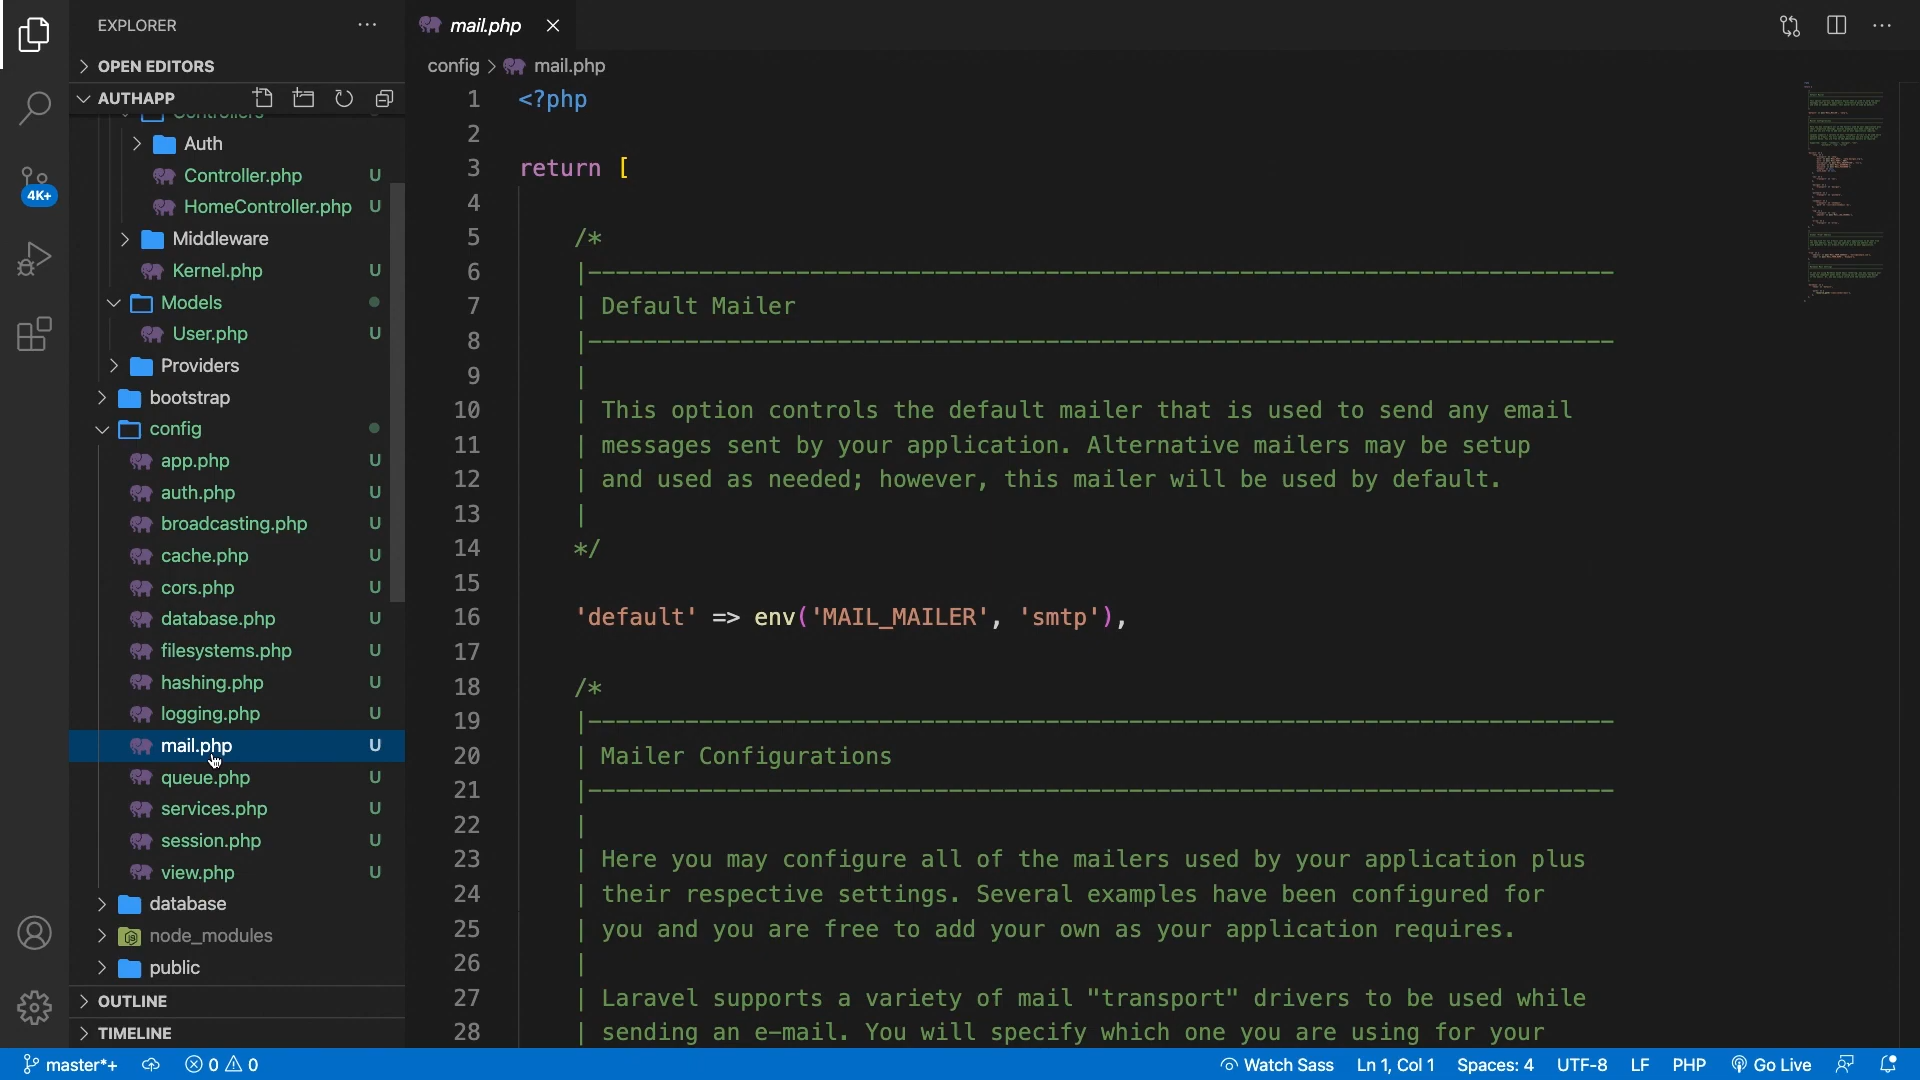 EXPLORER
OPEN EDITORS
AUTHAPP
Controllers
Auth
Controller.php U
HomeController.php U
Middleware
Kernel.php U
Models
User.php U
Providers
bootstrap
config
app.php U
auth.php U
broadcasting.php U
cache.php U
cors.php U
database.php U
filesystems.php U
hashing.php U
logging.php U
mail.php U
queue.php U
services.php U
session.php U
view.php U
database
node_modules
public
OUTLINE
TIMELINE
4K+
mail.php
config > mail.php
1 <?php
2
3 return [
4
5 /*
6 |--------------------------------------------------------------------------
7 | Default Mailer
8 |--------------------------------------------------------------------------
9 |
10 | This option controls the default mailer that is used to send any email
11 | messages sent by your application. Alternative mailers may be setup
12 | and used as needed; however, this mailer will be used by default.
13 |
14 */
15
16 'default' => env('MAIL_MAILER', 'smtp'),
17
18 /*
19 |--------------------------------------------------------------------------
20 | Mailer Configurations
21 |--------------------------------------------------------------------------
22 |
23 | Here you may configure all of the mailers used by your application plus
24 | their respective settings. Several examples have been configured for
25 | you and you are free to add your own as your application requires.
26 |
27 | Laravel supports a variety of mail "transport" drivers to be used while
28 | sending an e-mail. You will specify which one you are using for your
master*+ 0 0 Watch Sass Ln 1, Col 1 Spaces: 4 UTF-8 LF PHP Go Live